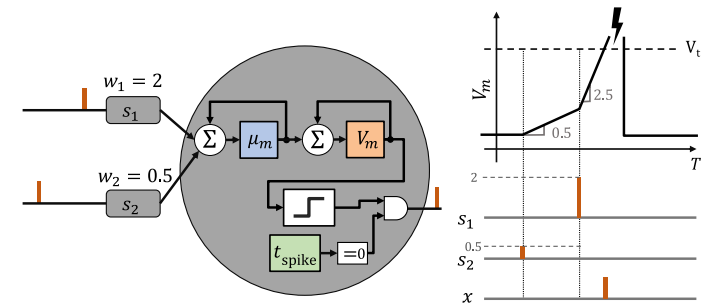 w₁ = 2
s₁
w₂ = 0.5
s₂
Σ
μₘ
Σ
Vₘ
t_spike
=0
Vₘ
Vₜ
2.5
0.5
T
2
s₁
0.5
s₂
x